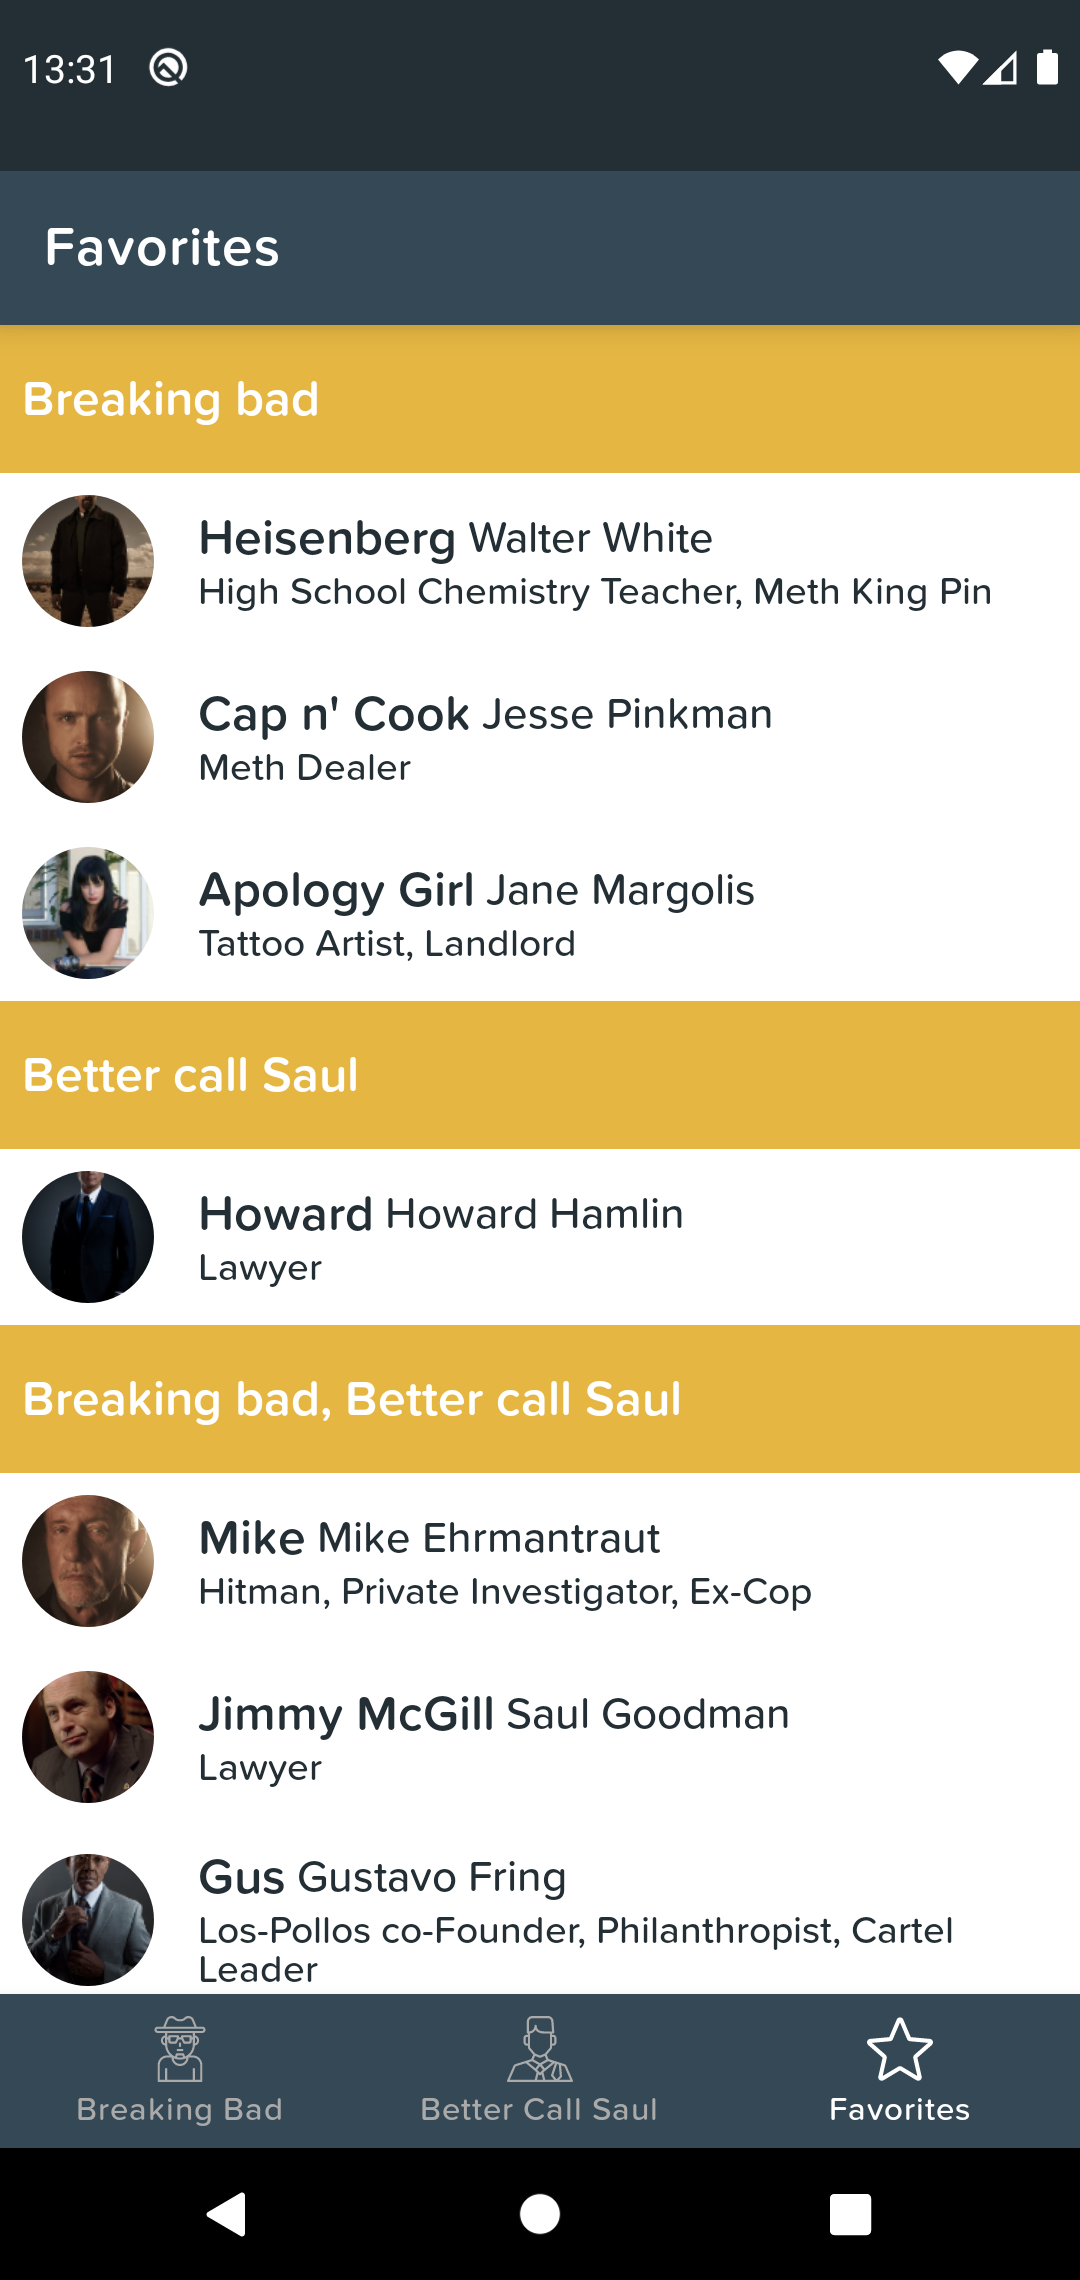 13:31
Favorites
Breaking bad
Heisenberg Walter White
High School Chemistry Teacher, Meth King Pin
Cap n' Cook Jesse Pinkman
Meth Dealer
Apology Girl Jane Margolis
Tattoo Artist, Landlord
Better call Saul
Howard Howard Hamlin
Lawyer
Breaking bad, Better call Saul
Mike Mike Ehrmantraut
Hitman, Private Investigator, Ex-Cop
Jimmy McGill Saul Goodman
Lawyer
Gus Gustavo Fring
Los-Pollos co-Founder, Philanthropist, Cartel
Leader
Breaking Bad Better Call Saul Favorites